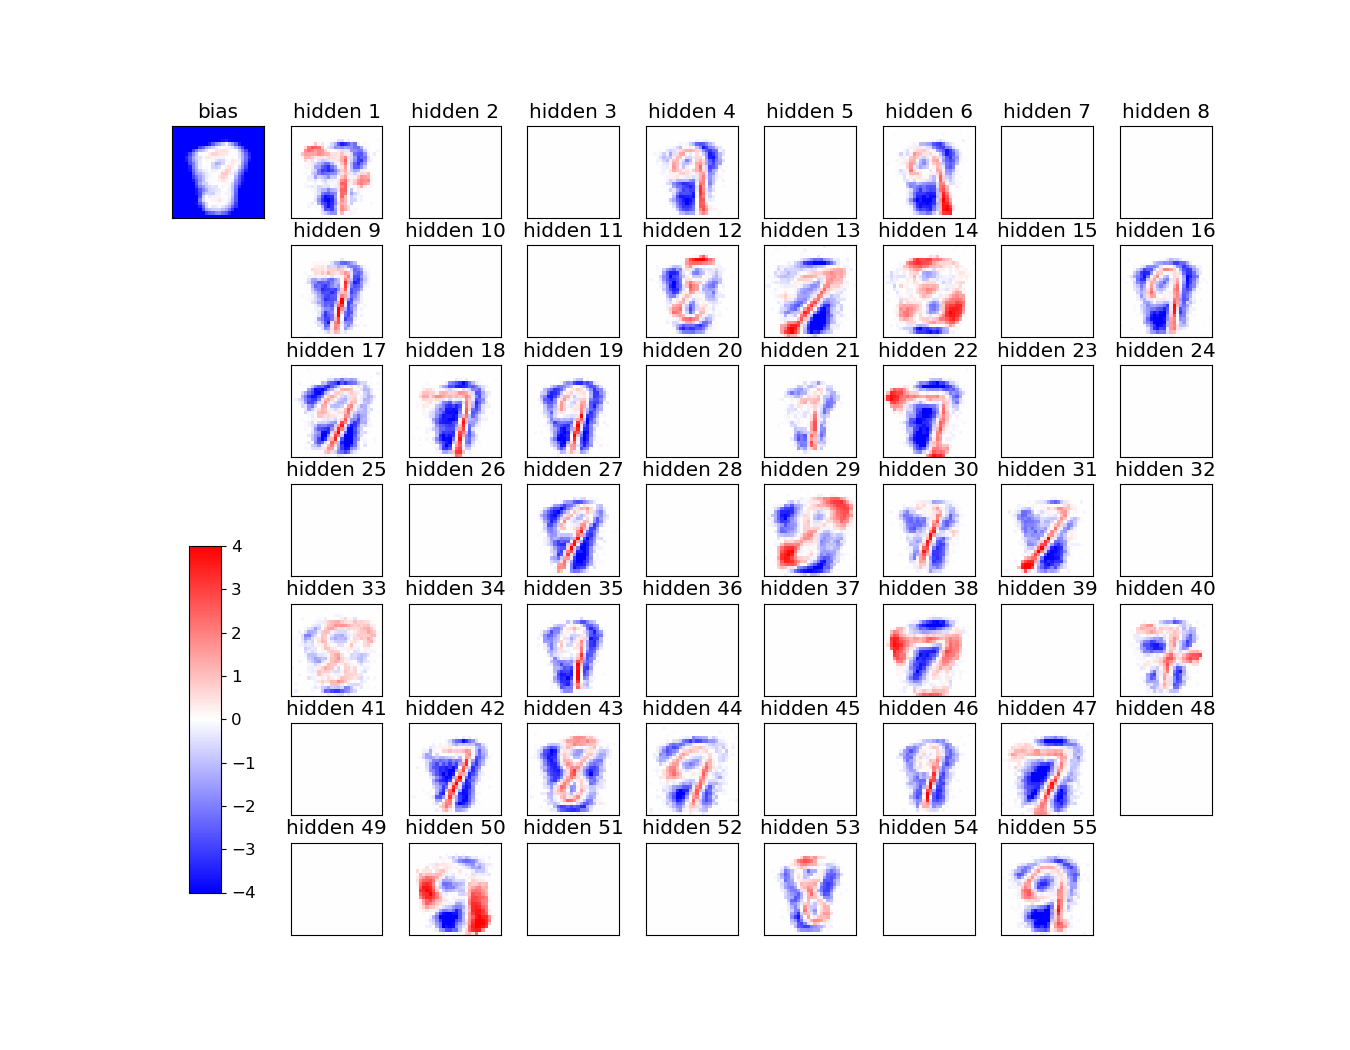 bias hidden 1 hidden 2 hidden 3 hidden 4 hidden 5 hidden 6 hidden 7 hidden 8
hidden 9 hidden 10 hidden 11 hidden 12 hidden 13 hidden 14 hidden 15 hidden 16
hidden 17 hidden 18 hidden 19 hidden 20 hidden 21 hidden 22 hidden 23 hidden 24
hidden 25 hidden 26 hidden 27 hidden 28 hidden 29 hidden 30 hidden 31 hidden 32
hidden 33 hidden 34 hidden 35 hidden 36 hidden 37 hidden 38 hidden 39 hidden 40
hidden 41 hidden 42 hidden 43 hidden 44 hidden 45 hidden 46 hidden 47 hidden 48
hidden 49 hidden 50 hidden 51 hidden 52 hidden 53 hidden 54 hidden 55
4
3
2
1
0
−1
−2
−3
−4